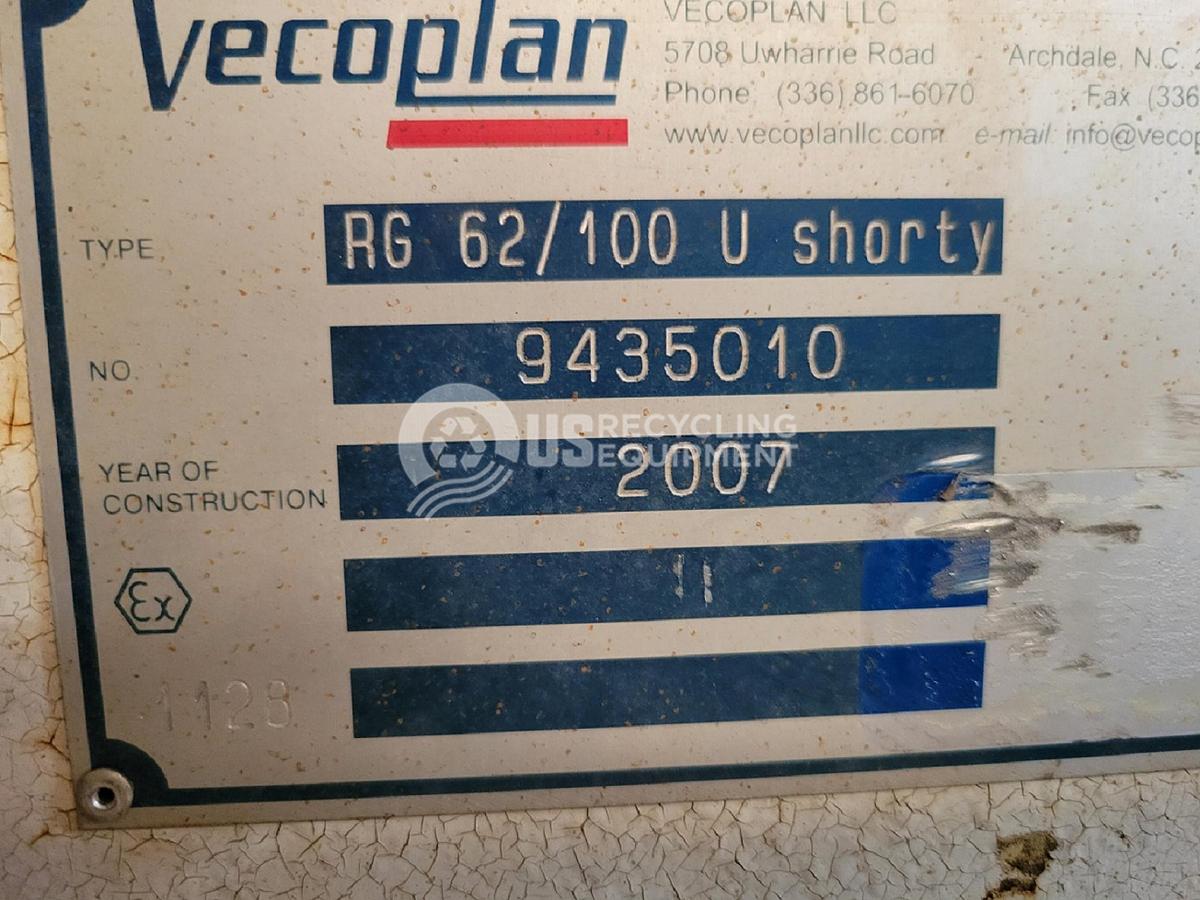 Vecoplan
VECOPLAN LLC
5708 Uwharrie Road Archdale, N.C.
Phone (336) 861-6070 Fax (336
www.vecoplanllc.com e-mail info@vecop
TYPE RG 62/100 U shorty
NO. 9435010
US RECYCLING EQUIPMENT
YEAR OF CONSTRUCTION 2007
Ex
1128